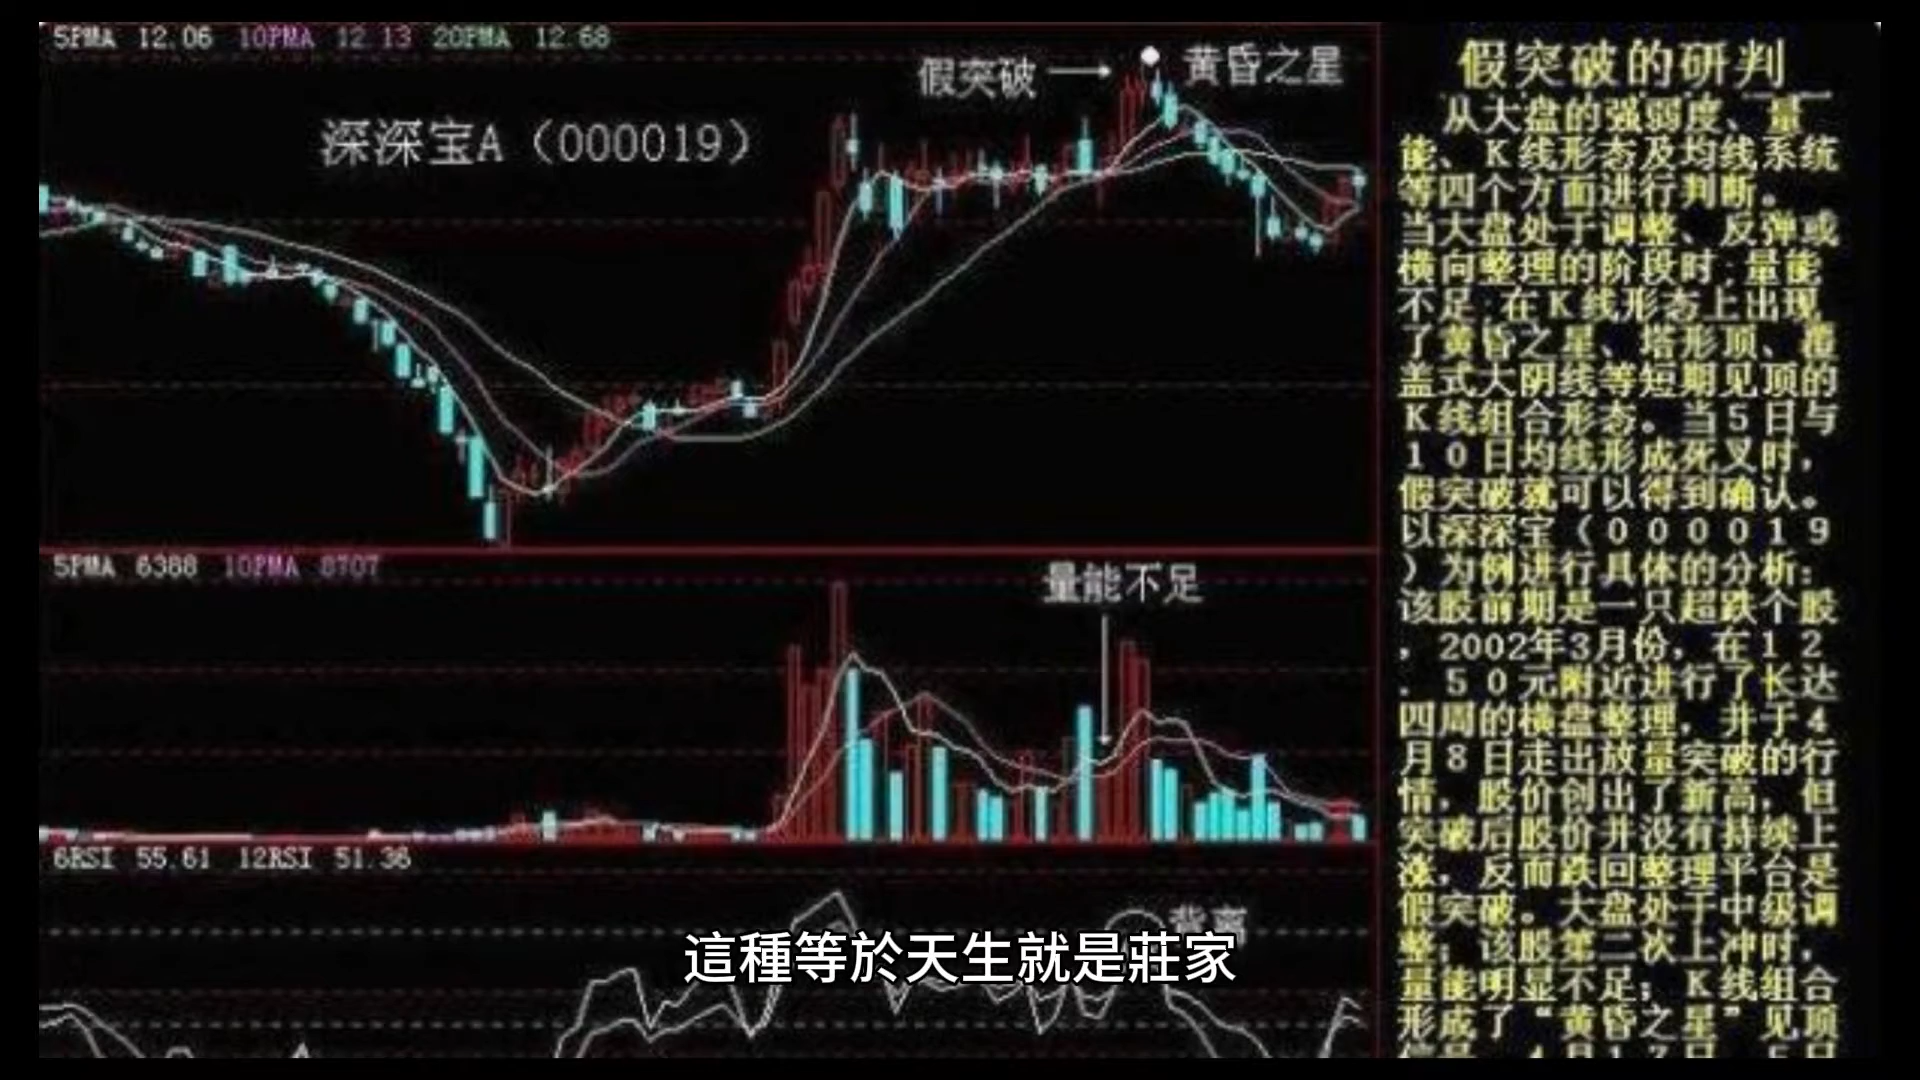 5PMA 12.06 10PMA 12.13 20PMA 12.68
假突破
黄昏之星
深深宝A（000019）
5PMA 6388 10PMA 8707
量能不足
6RSI 55.61 12RSI 51.36
背离
這種等於天生就是莊家
假突破的研判
从大盘的强弱度、量
能、K线形态及均线系统
等四个方面进行判断。
当大盘处于调整、反弹或
横向整理的阶段时;量能
不足;在K线形态上出现
了黄昏之星、塔形顶、覆
盖式大阴线等短期见顶的
K线组合形态。当5日与
10日均线形成死叉时，
假突破就可以得到确认。
以深深宝（000019
）为例进行具体的分析：
该股前期是一只超跌个股
，2002年3月份，在12
．50元附近进行了长达
四周的横盘整理，并于4
月8日走出放量突破的行
情，股价创出了新高，但
突破后股价并没有持续上
涨，反而跌回整理平台是
假突破。大盘处于中级调
整；该股第二次上冲时，
量能明显不足；K线组合
形成了“黄昏之星”见顶